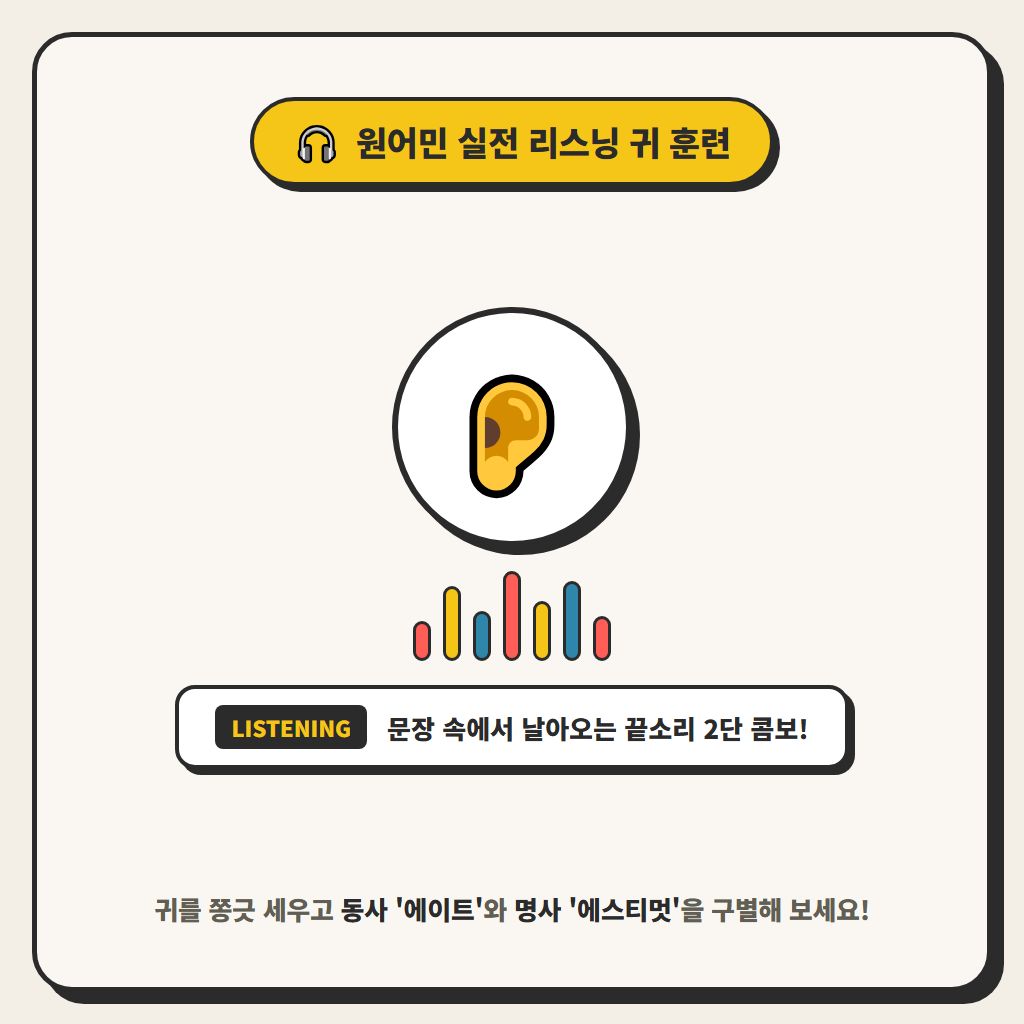 원어민 실전 리스닝 귀 훈련
LISTENING 문장 속에서 날아오는 끝소리 2단 콤보!
귀를 쫑긋 세우고 동사 '에이트'와 명사 '에스티멋'을 구별해 보세요!